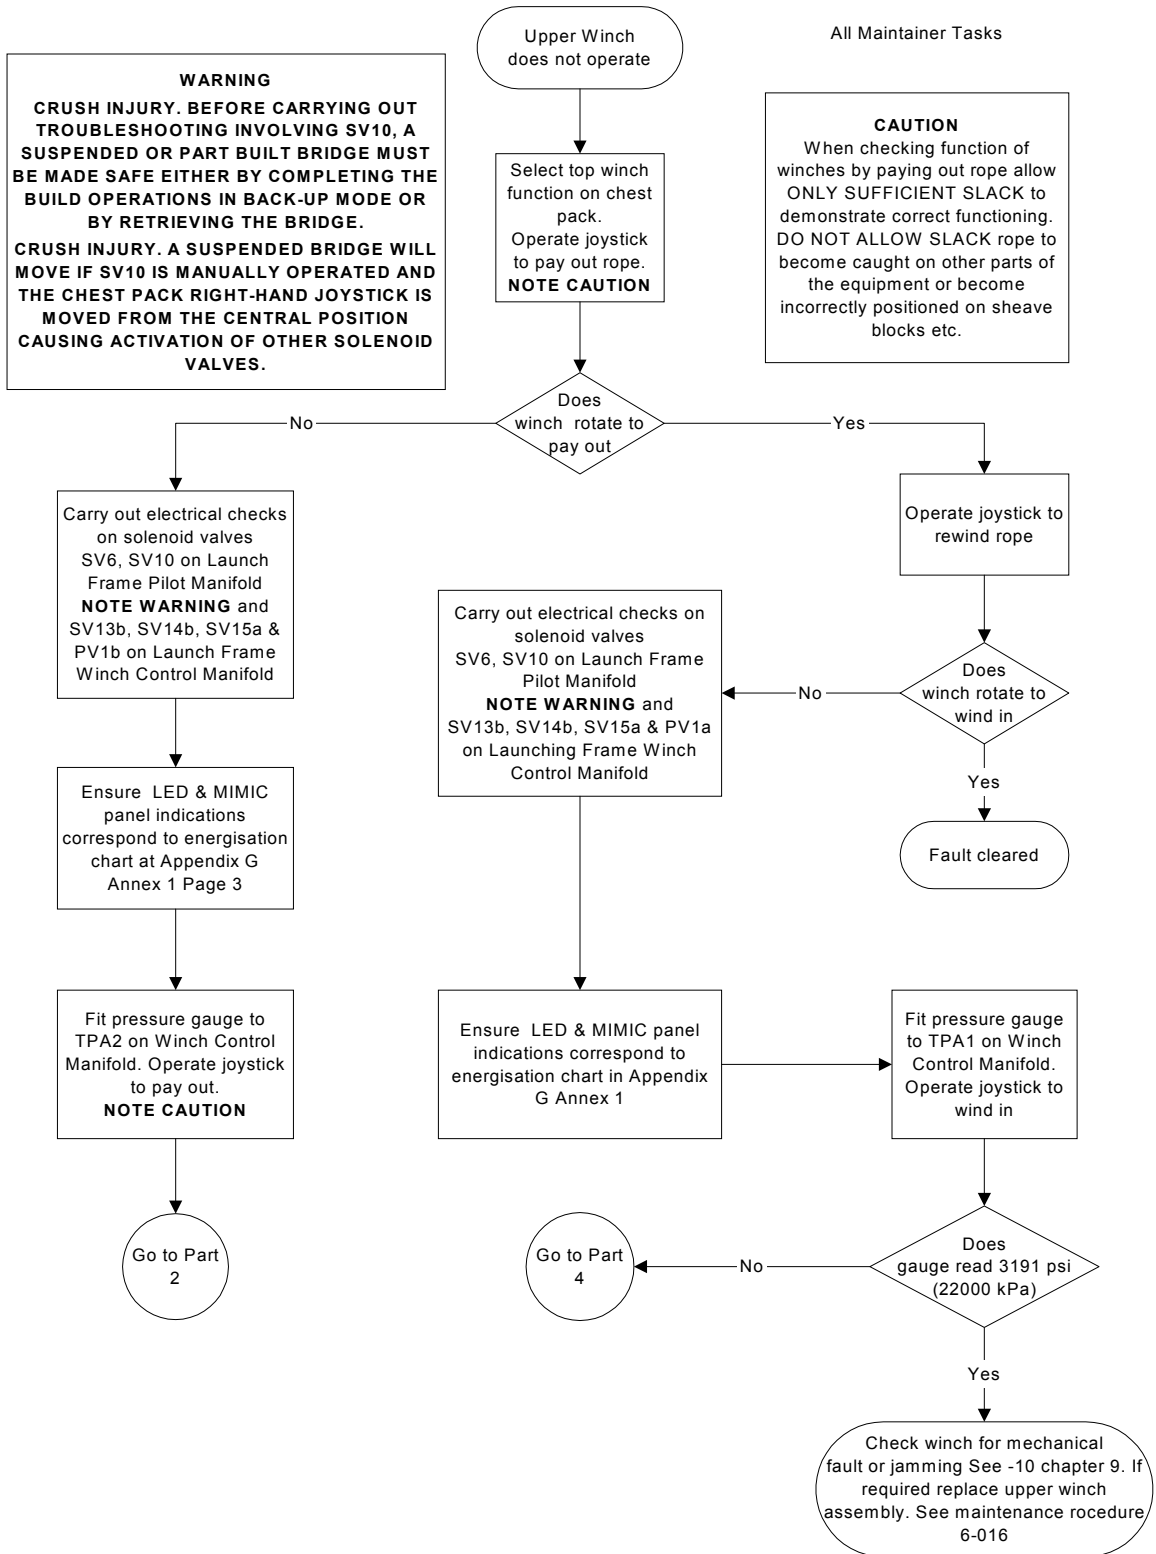 Upper Winch
does not operate
All Maintainer Tasks
WARNING
CRUSH INJURY. BEFORE CARRYING OUT
TROUBLESHOOTING INVOLVING SV10, A
SUSPENDED OR PART BUILT BRIDGE MUST
BE MADE SAFE EITHER BY COMPLETING THE
BUILD OPERATIONS IN BACK-UP MODE OR
BY RETRIEVING THE BRIDGE.
CRUSH INJURY. A SUSPENDED BRIDGE WILL
MOVE IF SV10 IS MANUALLY OPERATED AND
THE CHEST PACK RIGHT-HAND JOYSTICK IS
MOVED FROM THE CENTRAL POSITION
CAUSING ACTIVATION OF OTHER SOLENOID
VALVES.
Select top winch
function on chest
pack.
Operate joystick
to pay out rope.
NOTE CAUTION
CAUTION
When checking function of
winches by paying out rope allow
ONLY SUFFICIENT SLACK to
demonstrate correct functioning.
DO NOT ALLOW SLACK rope to
become caught on other parts of
the equipment or become
incorrectly positioned on sheave
blocks etc.
Does
winch rotate to
pay out
No
Yes
Carry out electrical checks
on solenoid valves
SV6, SV10 on Launch
Frame Pilot Manifold
NOTE WARNING and
SV13b, SV14b, SV15a &
PV1b on Launch Frame
Winch Control Manifold
Operate joystick to
rewind rope
Carry out electrical checks on
solenoid valves
SV6, SV10 on Launch Frame
Pilot Manifold
NOTE WARNING and
SV13b, SV14b, SV15a & PV1a
on Launching Frame Winch
Control Manifold
No
Does
winch rotate to
wind in
Yes
Fault cleared
Ensure LED & MIMIC
panel indications
correspond to energisation
chart at Appendix G
Annex 1 Page 3
Fit pressure gauge to
TPA2 on Winch Control
Manifold. Operate joystick
to pay out.
NOTE CAUTION
Ensure LED & MIMIC panel
indications correspond to
energisation chart in Appendix
G Annex 1
Fit pressure gauge
to TPA1 on Winch
Control Manifold.
Operate joystick to
wind in
Go to Part
2
Go to Part
4
No
Does
gauge read 3191 psi
(22000 kPa)
Yes
Check winch for mechanical
fault or jamming See -10 chapter 9. If
required replace upper winch
assembly. See maintenance rocedure
6-016